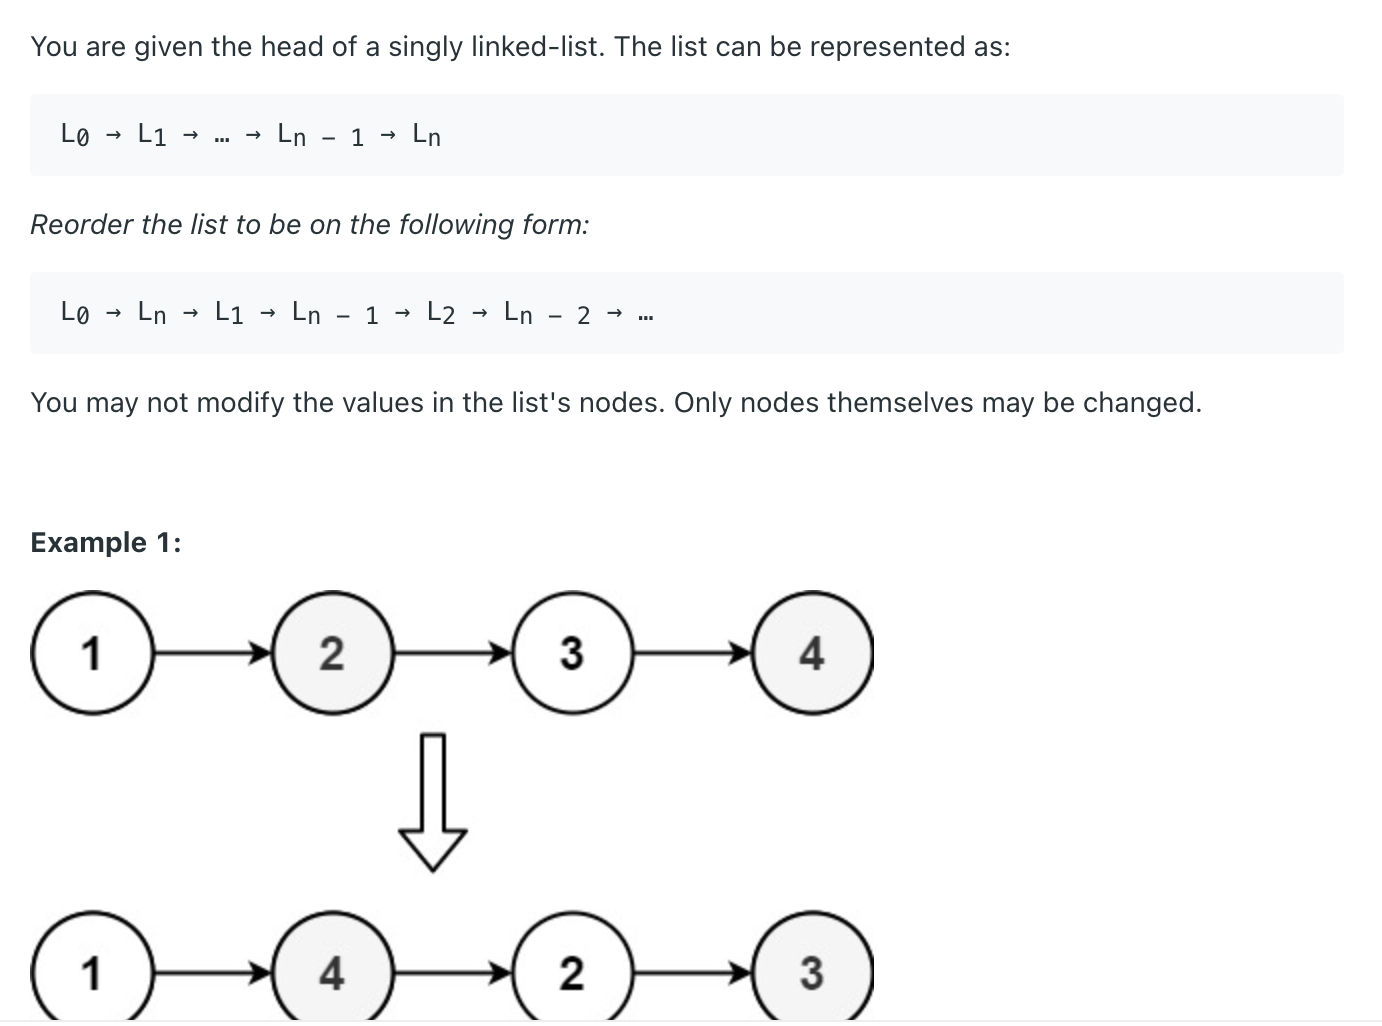 You are given the head of a singly linked-list. The list can be represented as:
L0 → L1 → … → Ln - 1 → Ln
Reorder the list to be on the following form:
L0 → Ln → L1 → Ln - 1 → L2 → Ln - 2 → …
You may not modify the values in the list's nodes. Only nodes themselves may be changed.
Example 1:
1 2 3 4
1 4 2 3